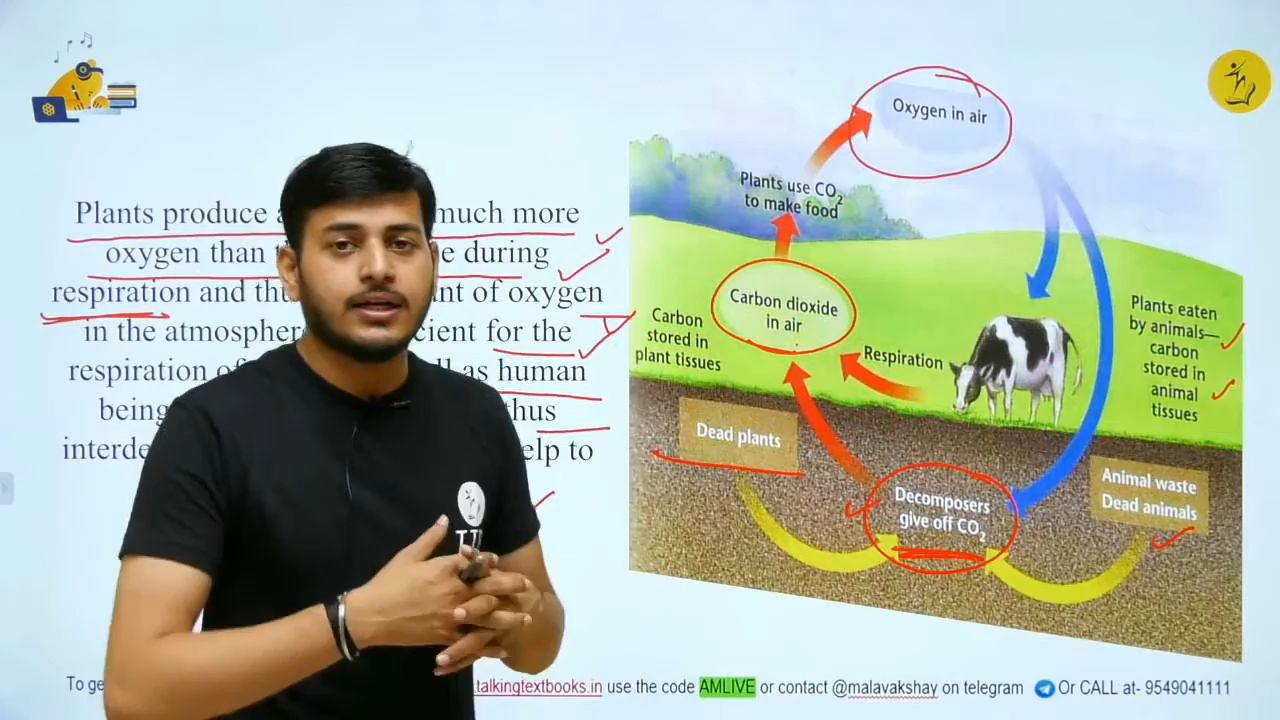 Plants produce a much more
oxygen than t e during
respiration and thu nt of oxygen
in the atmospher cient for the
respiration of ll as human
being thus
interde elp to
Oxygen in air
Plants use CO2
to make food
Carbon dioxide
in air
Carbon
stored in
plant tissues
Respiration
Plants eaten
by animals—
carbon
stored in
animal
tissues
Dead plants
Decomposers
give off CO2
Animal waste
Dead animals
To ge talkingtextbooks.in use the code AMLIVE or contact @malavakshay on telegram Or CALL at- 9549041111